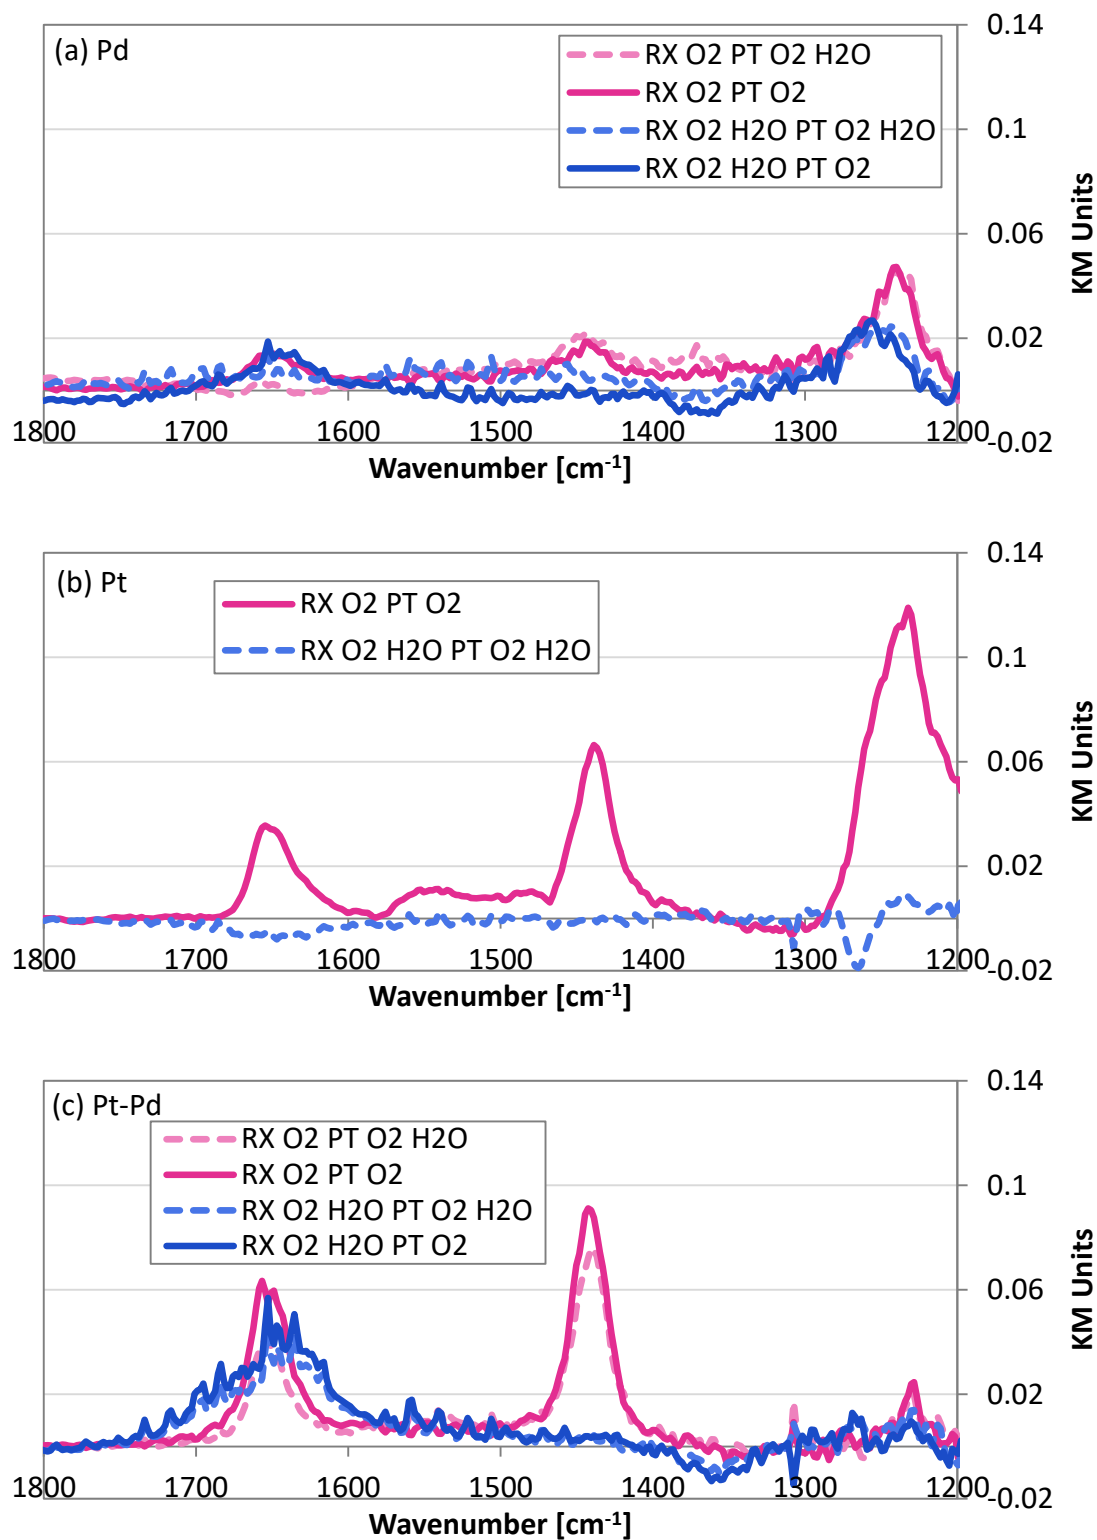 (a) Pd
RX O2 PT O2 H2O
RX O2 PT O2
RX O2 H2O PT O2 H2O
RX O2 H2O PT O2
0.14
0.1
0.06
0.02
-0.02
KM Units
1800 1700 1600 1500 1400 1300 1200
Wavenumber [cm-1]
(b) Pt
RX O2 PT O2
RX O2 H2O PT O2 H2O
0.14
0.1
0.06
0.02
-0.02
KM Units
1800 1700 1600 1500 1400 1300 1200
Wavenumber [cm-1]
(c) Pt-Pd
RX O2 PT O2 H2O
RX O2 PT O2
RX O2 H2O PT O2 H2O
RX O2 H2O PT O2
0.14
0.1
0.06
0.02
-0.02
KM Units
1800 1700 1600 1500 1400 1300 1200
Wavenumber [cm-1]